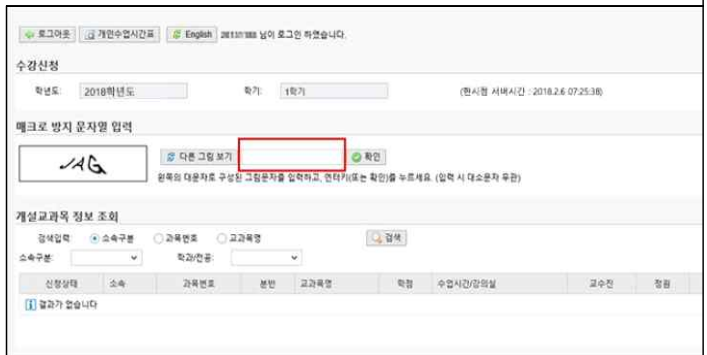 로그아웃 개인수업시간표 English 님이 로그인 하였습니다.
수강신청
학년도: 2018학년도 학기: 1학기 (현시점 서버시간 : 2018.2.6 07:25:38)
매크로 방지 문자열 입력
JAG 다른 그림 보기 확인
왼쪽의 대문자로 구성된 그림문자를 입력하고, 엔터키(또는 확인)를 누르세요. (입력 시 대소문자 무관)
개설교과목 정보 조회
검색입력: 소속구분 과목번호 교과목명 검색
소속구분: 학과/전공:
신청상태 소속 과목번호 분반 교과목명 학점 수업시간/강의실 교수진 정원
결과가 없습니다